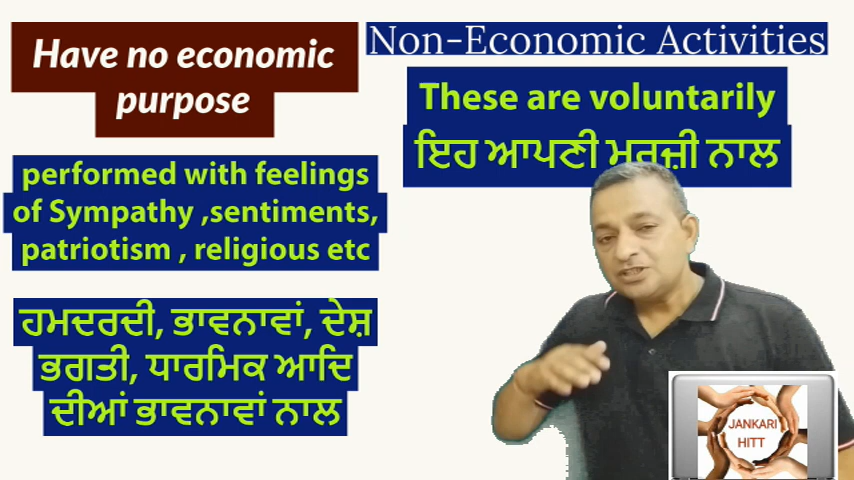 Have no economic
purpose
Non-Economic Activities
These are voluntarily
ਇਹ ਆਪਣੀ ਮਰਜ਼ੀ ਨਾਲ
performed with feelings
of Sympathy ,sentiments,
patriotism , religious etc
ਹਮਦਰਦੀ, ਭਾਵਨਾਵਾਂ, ਦੇਸ਼
ਭਗਤੀ, ਧਾਰਮਿਕ ਆਦਿ
ਦੀਆਂ ਭਾਵਨਾਵਾਂ ਨਾਲ
JANKARI
HITT